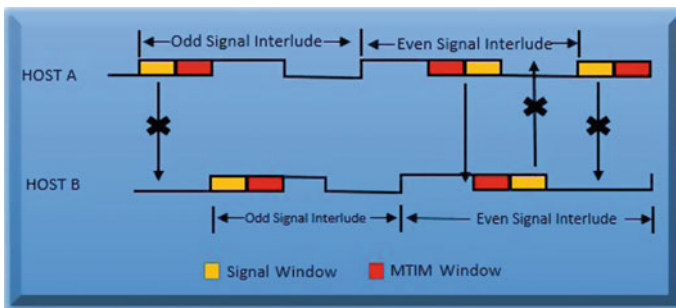 Odd Signal Interlude
Even Signal Interlude
HOST A
HOST B
Odd Signal Interlude
Even Signal Interlude
Signal Window
MTIM Window